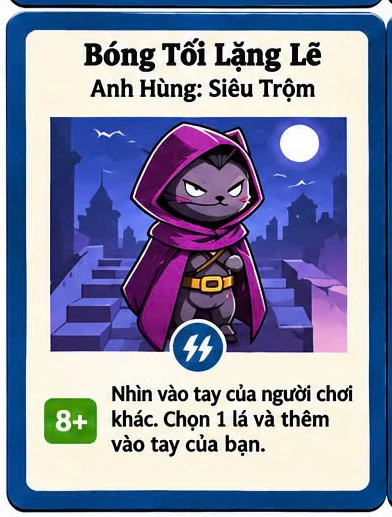 Bóng Tối Lặng Lẽ
Anh Hùng: Siêu Trộm
8+
Nhìn vào tay của người chơi
khác. Chọn 1 lá và thêm
vào tay của bạn.